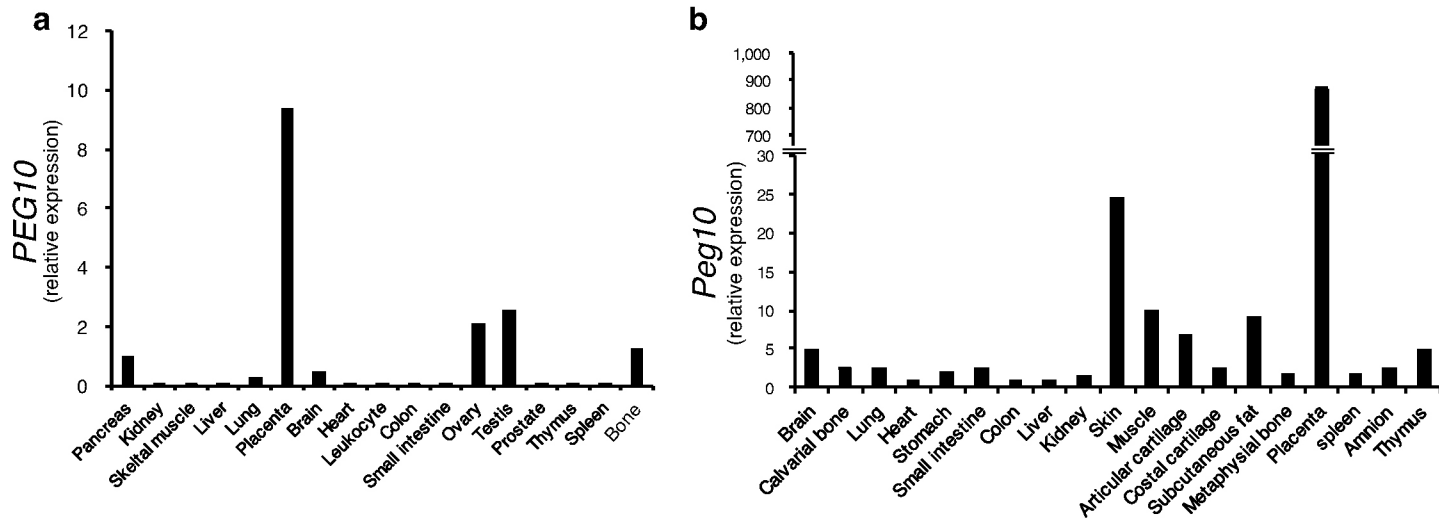 a
PEG10
(relative expression)
12
10
8
6
4
2
0
Pancreas
Kidney
Skeltal muscle
Liver
Lung
Placenta
Brain
Heart
Leukocyte
Colon
Small intestine
Ovary
Testis
Prostate
Thymus
Spleen
Bone
b
Peg10
(relative expression)
1,000
900
800
700
30
25
20
15
10
5
0
Brain
Calvarial bone
Lung
Heart
Stomach
Small intestine
Colon
Liver
Kidney
Skin
Muscle
Articular cartilage
Costal cartilage
Subcutaneous fat
Metaphysial bone
Placenta
spleen
Amnion
Thymus